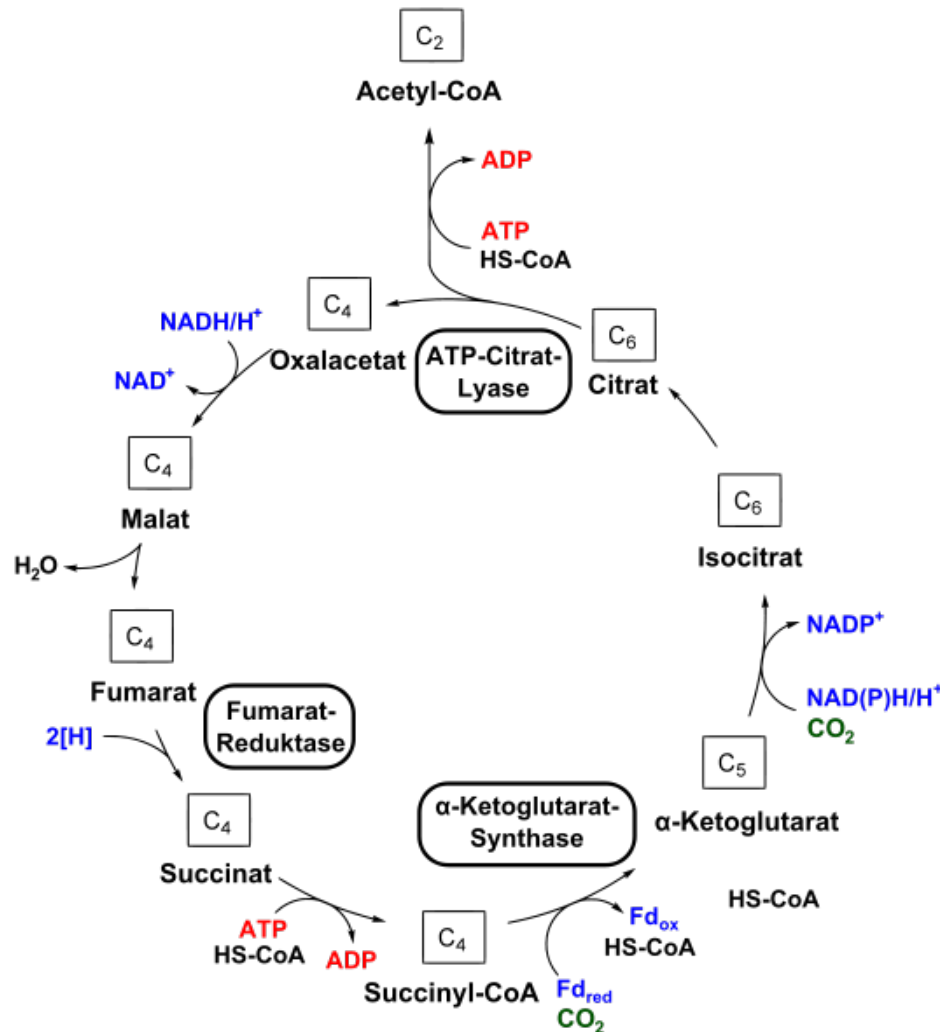 C₂
Acetyl-CoA
ADP
ATP
HS-CoA
C₄
Oxalacetat
ATP-Citrat-
Lyase
C₆
Citrat
NADH/H⁺
NAD⁺
C₄
Malat
H₂O
C₆
Isocitrat
C₄
Fumarat
Fumarat-
Reduktase
2[H]
NADP⁺
NAD(P)H/H⁺
CO₂
C₅
α-Ketoglutarat
C₄
Succinat
α-Ketoglutarat-
Synthase
HS-CoA
ATP
HS-CoA
ADP
C₄
Succinyl-CoA
Fd_ox
HS-CoA
Fd_red
CO₂